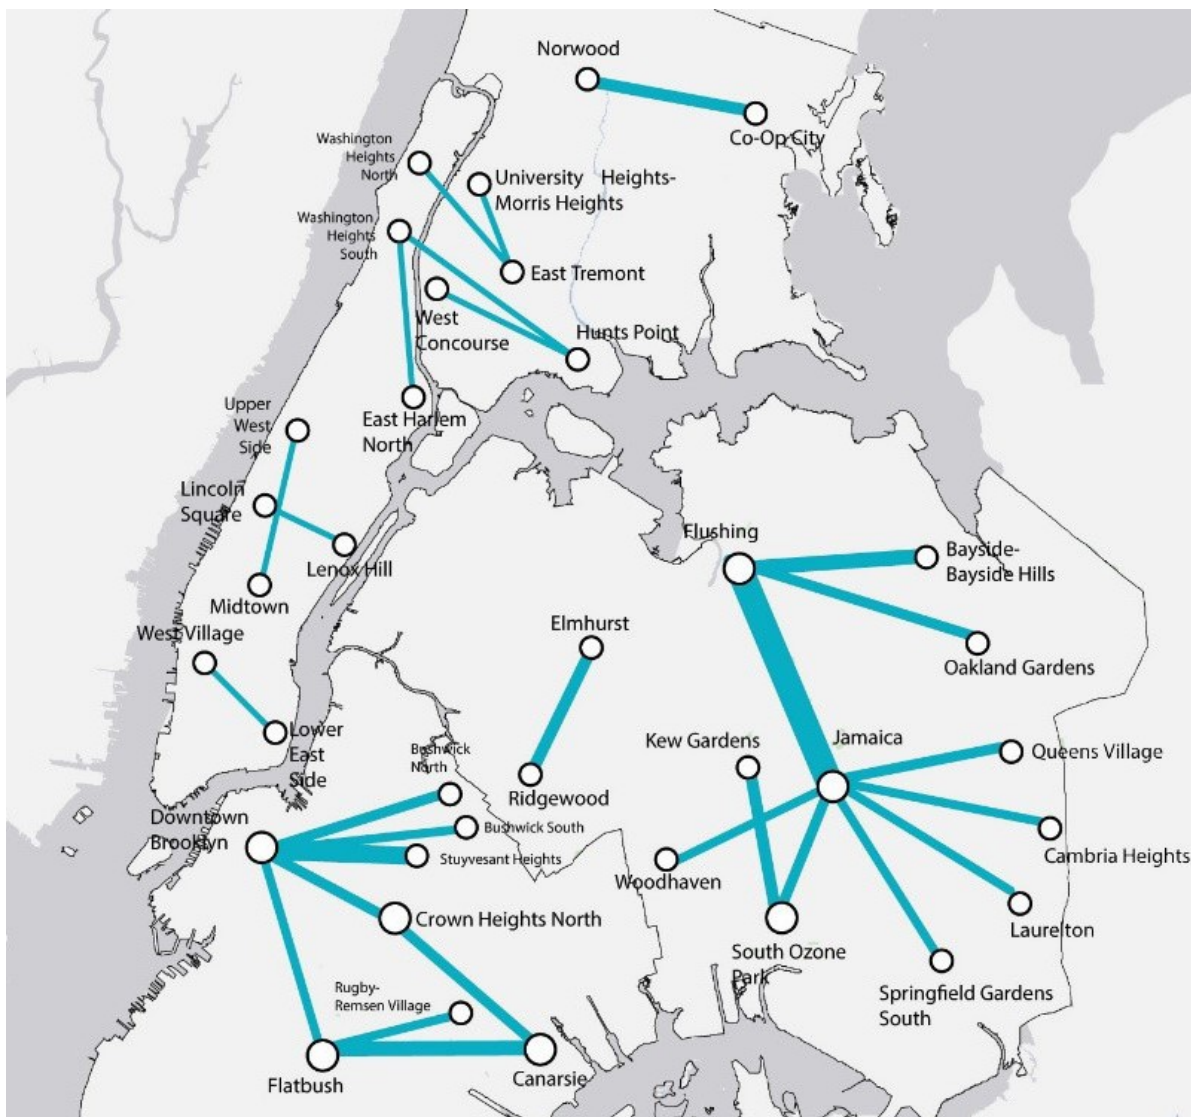 Norwood
Co-Op City
Washington
Heights
North
University Heights-
Morris Heights
Washington
Heights
South
East Tremont
West
Concourse
Hunts Point
East Harlem
North
Upper
West
Side
Lincoln
Square
Lenox Hill
Midtown
West Village
Lower
East
Side
Flushing
Bayside-
Bayside Hills
Oakland Gardens
Elmhurst
Ridgewood
Kew Gardens
Jamaica
Queens Village
Cambria Heights
Laurelton
Springfield Gardens
South
Woodhaven
South Ozone
Park
Bushwick
North
Downtown
Brooklyn
Bushwick South
Stuyvesant Heights
Crown Heights North
Rugby-
Remsen Village
Flatbush
Canarsie